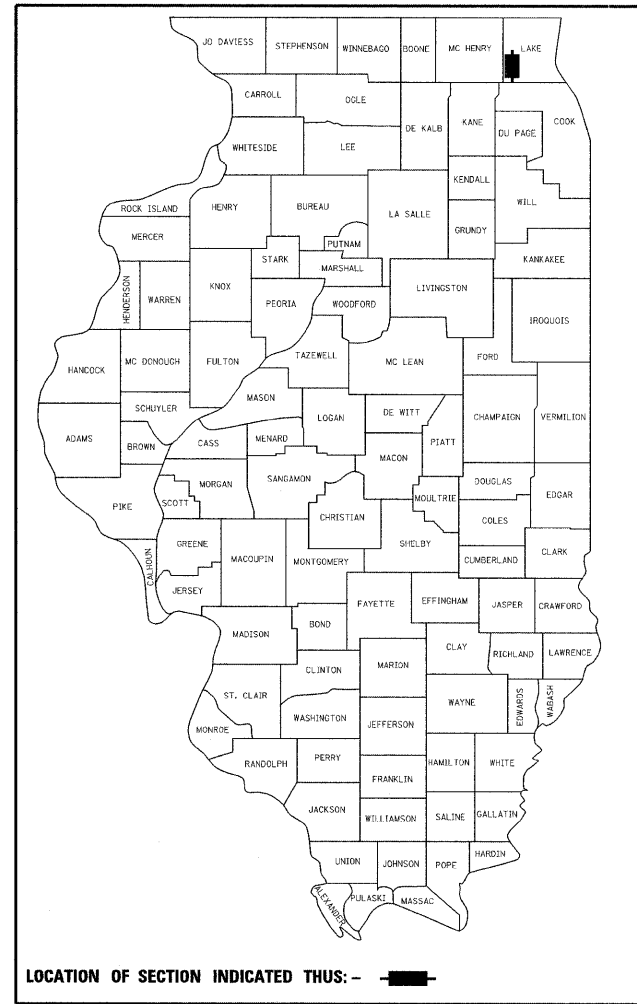 JO DAVIESS
STEPHENSON
WINNEBAGO
BOONE
MC HENRY
LAKE
CARROLL
OGLE
DE KALB
KANE
COOK
DU PAGE
WHITESIDE
LEE
KENDALL
WILL
ROCK ISLAND
HENRY
BUREAU
LA SALLE
GRUNDY
MERCER
PUTNAM
KANKAKEE
STARK
MARSHALL
HENDERSON
WARREN
KNOX
PEORIA
WOODFORD
LIVINGSTON
IROQUOIS
HANCOCK
MC DONOUGH
FULTON
TAZEWELL
MC LEAN
FORD
MASON
SCHUYLER
LOGAN
DE WITT
CHAMPAIGN
VERMILION
ADAMS
BROWN
CASS
MENARD
MACON
PIATT
MORGAN
SANGAMON
DOUGLAS
EDGAR
PIKE
SCOTT
CHRISTIAN
MOULTRIE
COLES
GREENE
SHELBY
CLARK
CALHOUN
MACOUPIN
MONTGOMERY
CUMBERLAND
JERSEY
FAYETTE
EFFINGHAM
JASPER
CRAWFORD
MADISON
BOND
CLAY
RICHLAND
LAWRENCE
CLINTON
MARION
ST. CLAIR
WAYNE
EDWARDS
WABASH
WASHINGTON
JEFFERSON
MONROE
RANDOLPH
PERRY
HAMILTON
WHITE
FRANKLIN
JACKSON
WILLIAMSON
SALINE
GALLATIN
UNION
JOHNSON
POPE
HARDIN
ALEXANDER
PULASKI
MASSAC
LOCATION OF SECTION INDICATED THUS: -